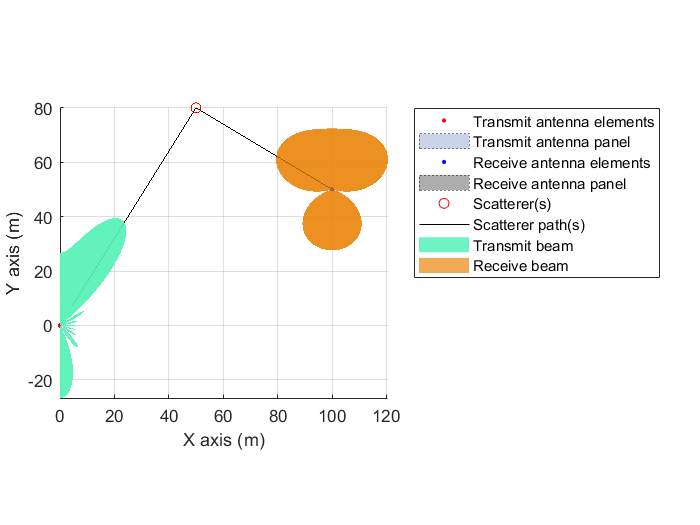 80
60
40
20
0
-20
0 20 40 60 80 100 120
X axis (m)
Y axis (m)
Transmit antenna elements
Transmit antenna panel
Receive antenna elements
Receive antenna panel
Scatterer(s)
Scatterer path(s)
Transmit beam
Receive beam